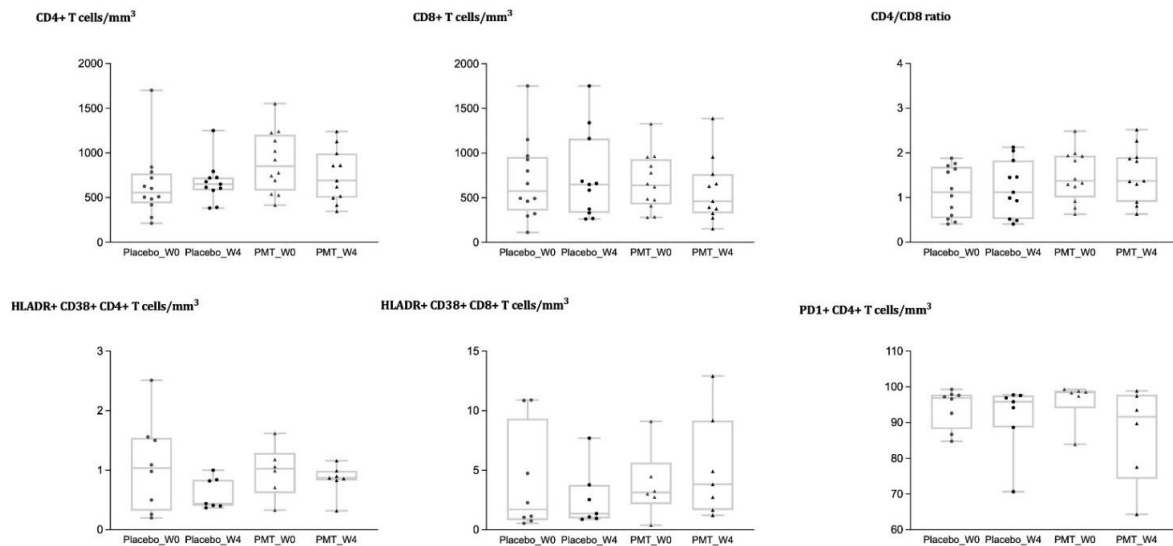 CD4+ T cells/mm³
CD8+ T cells/mm³
CD4/CD8 ratio
2000
1500
1000
500
0
Placebo_W0 Placebo_W4 PMT_W0 PMT_W4
2000
1500
1000
500
0
Placebo_W0 Placebo_W4 PMT_W0 PMT_W4
4
3
2
1
0
Placebo_W0 Placebo_W4 PMT_W0 PMT_W4
HLADR+ CD38+ CD4+ T cells/mm³
HLADR+ CD38+ CD8+ T cells/mm³
PD1+ CD4+ T cells/mm³
3
2
1
0
Placebo_W0 Placebo_W4 PMT_W0 PMT_W4
15
10
5
0
Placebo_W0 Placebo_W4 PMT_W0 PMT_W4
110
100
90
80
70
60
Placebo_W0 Placebo_W4 PMT_W0 PMT_W4